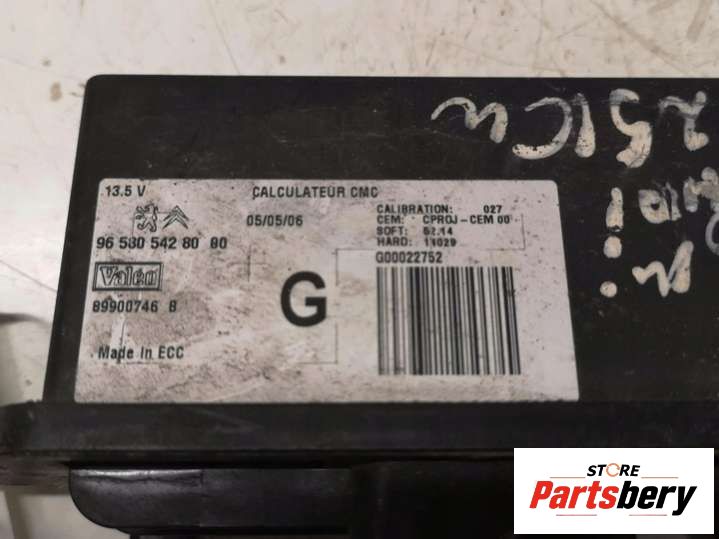 13.5 V
CALCULATEUR CMC
05/05/06
CALIBRATION: 027
CEM: CPROJ-CEM 00
SOFT: 52.14
HARD: 11029
96 580 542 80 80
G00022752
Valeo
G
89900746 B
Made In ECC
STORE
Partsbery